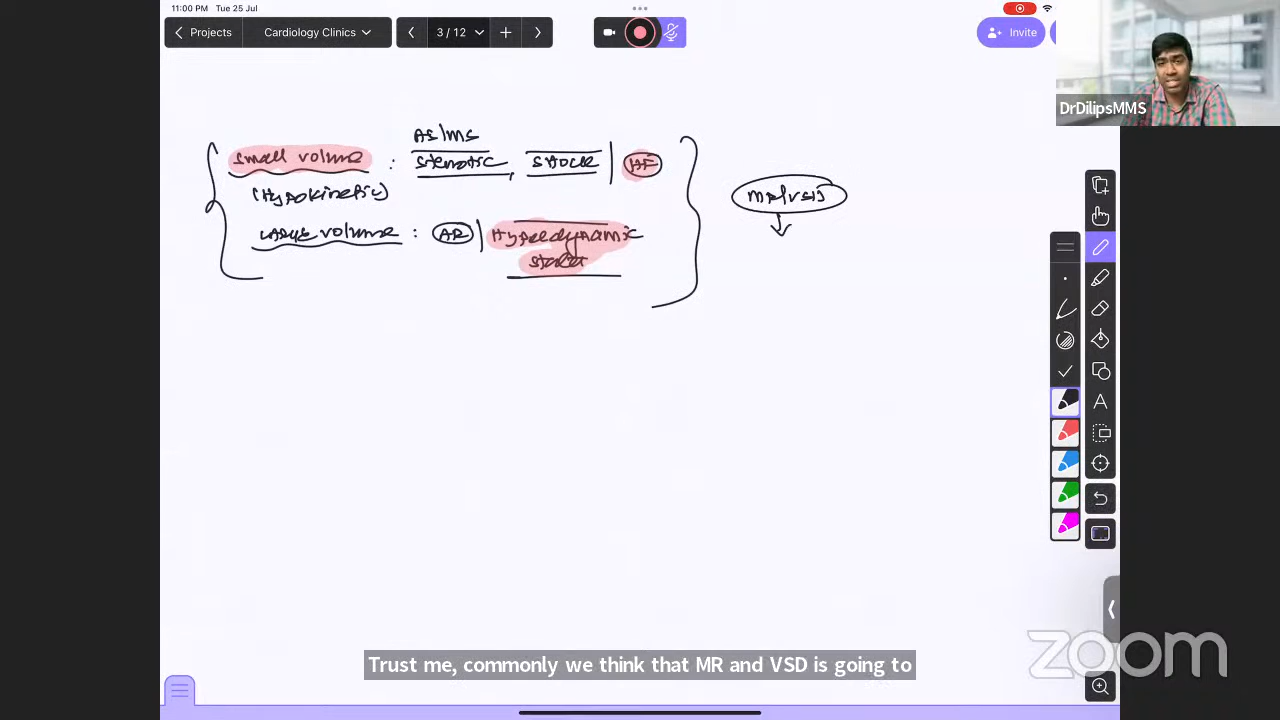 11:00 PM Tue 25 Jul
Projects Cardiology Clinics 3 / 12 Invite
DrDilipsMMS
AS/MS
Small volume : Stenotic, Shock | HF
(Hypokinetic)
Large volume : AR | Hyperdynamic
state
MR/VSD
A
zoom
Trust me, commonly we think that MR and VSD is going to